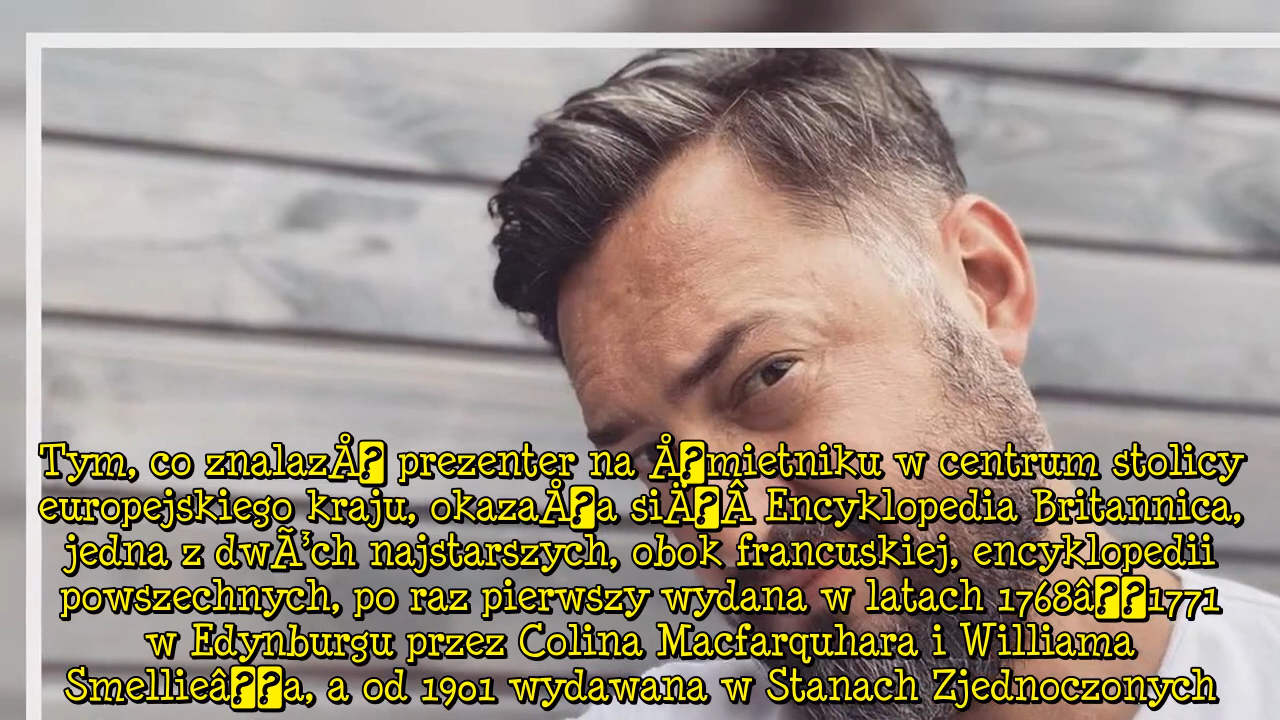 Tym, co znalazÅ� prezenter na Å�mietniku w centrum stolicy
europejskiego kraju, okazaÅ�a siÄ�Â Encyklopedia Britannica,
jedna z dwÃ³ch najstarszych, obok francuskiej, encyklopedii
powszechnych, po raz pierwszy wydana w latach 1768â��1771
w Edynburgu przez Colina Macfarquhara i Williama
Smellieâ��a, a od 1901 wydawana w Stanach Zjednoczonych